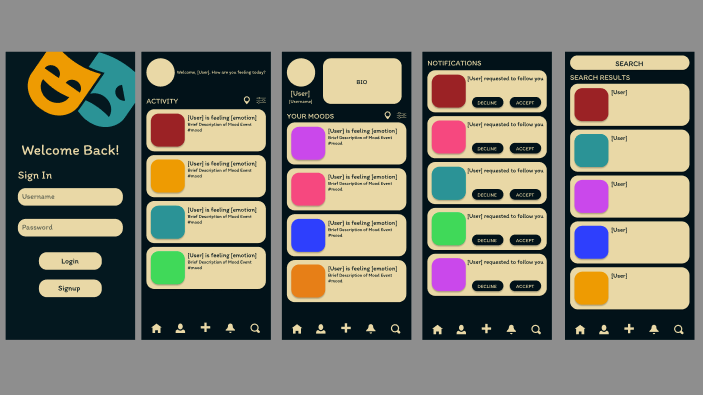 Welcome Back!
Sign In
Username
Password
Login
Signup
Welcome, [User]. How are you feeling today?
ACTIVITY
[User] is feeling [emotion]
Brief Description of Mood Event
#mood
[User] is feeling [emotion]
Brief Description of Mood Event
#mood
[User] is feeling [emotion]
Brief Description of Mood Event
#mood
[User] is feeling [emotion]
Brief Description of Mood Event
#mood
BIO
[User]
[Username]
YOUR MOODS
[User] is feeling [emotion]
Brief Description of Mood Event
#mood
[User] is feeling [emotion]
Brief Description of Mood Event
#mood
[User] is feeling [emotion]
Brief Description of Mood Event
#mood
[User] is feeling [emotion]
Brief Description of Mood Event
#mood
NOTIFICATIONS
[User] requested to follow you
DECLINE ACCEPT
[User] requested to follow you
DECLINE ACCEPT
[User] requested to follow you
DECLINE ACCEPT
[User] requested to follow you
DECLINE ACCEPT
[User] requested to follow you
DECLINE ACCEPT
SEARCH
SEARCH RESULTS
[User]
[User]
[User]
[User]
[User]